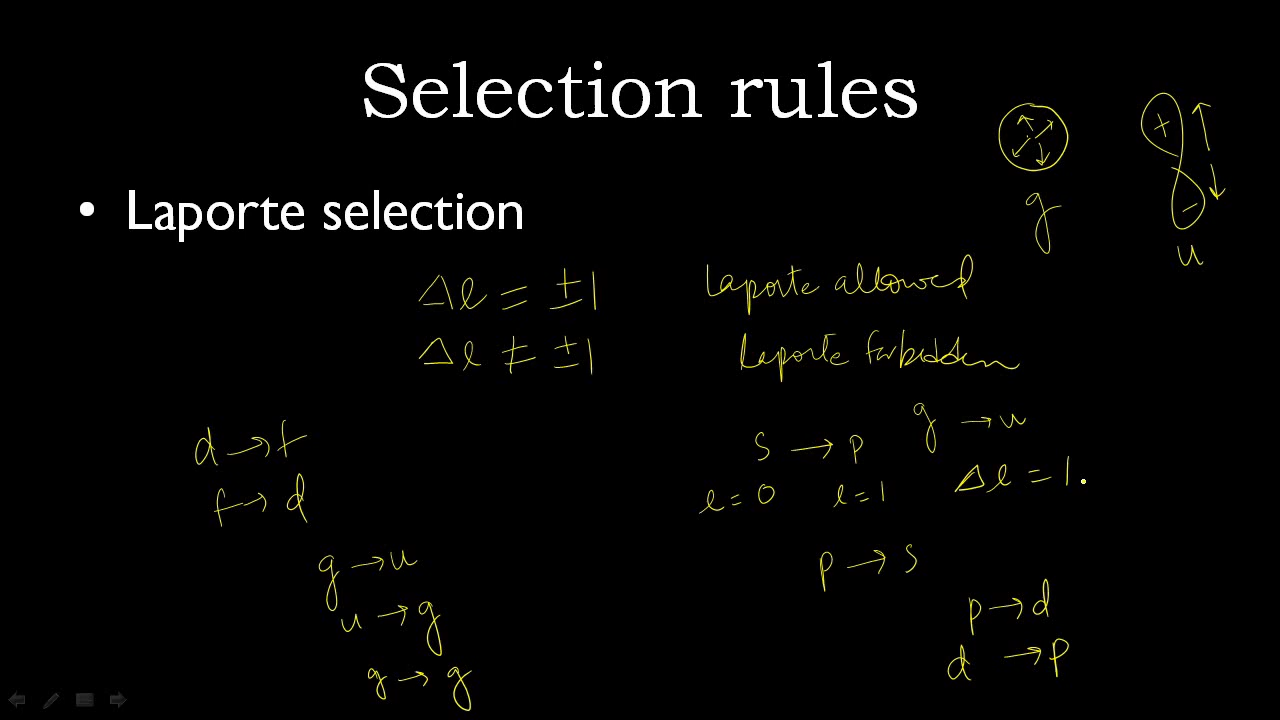 Selection rules
• Laporte selection
g
+
−
u
Δl = ±1 Laporte allowed
Δl ≠ ±1 Laporte forbidden
g → u
s → p
l = 0 l = 1 Δl = 1.
d → f
f → d
p → s
g → u
u → g
g → g
p → d
d → p